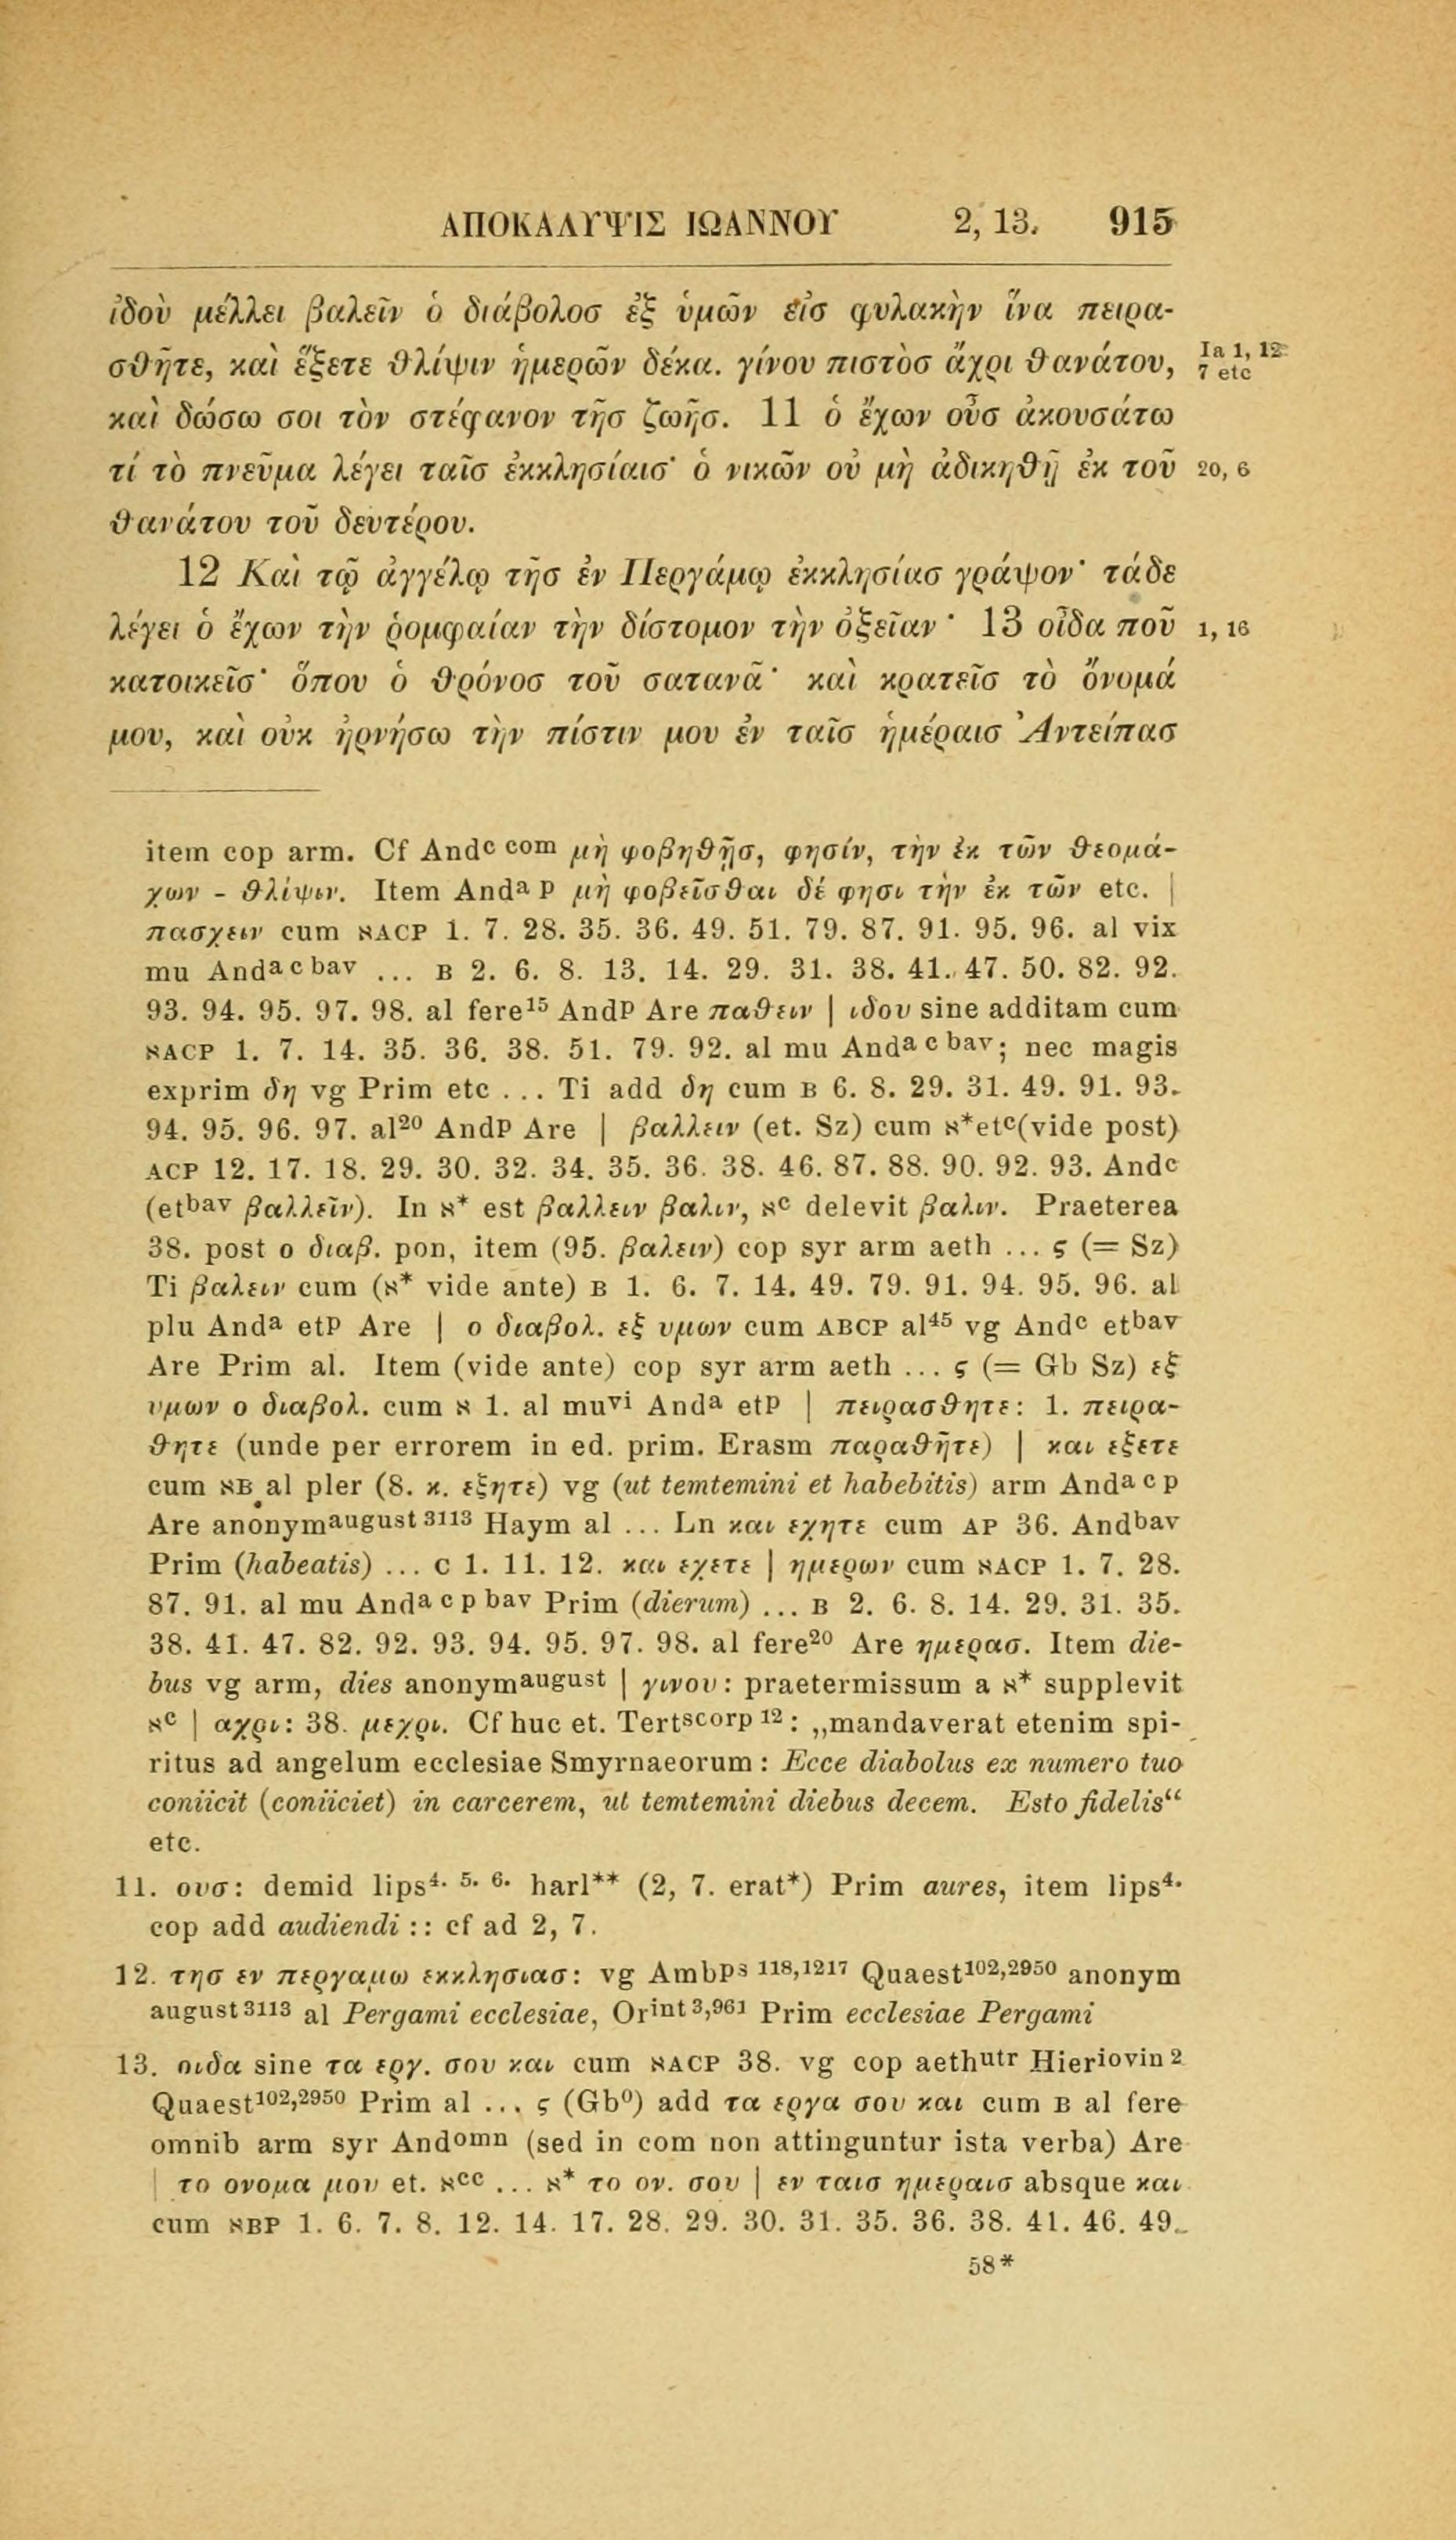 ΑΠΟΚΑΛΥΨΙΣ ΙΩΑΝΝΟΥ 2, 13. 915
ἰδοὺ μέλλει βαλεῖν ὁ διάβολοσ ἐξ ὑμῶν εἰσ φυλακὴν ἵνα πειρα-
σθῆτε, καὶ ἕξετε θλίψιν ἡμερῶν δέκα. γίνου πιστὸσ ἄχρι θανάτου, Ia 1, 12
7 etc
καὶ δώσω σοι τὸν στέφανον τῆσ ζωῆσ. 11 ὁ ἔχων οὖσ ἀκουσάτω
τί τὸ πνεῦμα λέγει ταῖσ ἐκκλησίαισ· ὁ νικῶν οὐ μὴ ἀδικηθῇ ἐκ τοῦ 20, 6
θανάτου τοῦ δευτέρου.
12 Καὶ τῷ ἀγγέλῳ τῆσ ἐν Περγάμῳ ἐκκλησίασ γράψον· τάδε
λέγει ὁ ἔχων τὴν ῥομφαίαν τὴν δίστομον τὴν ὀξεῖαν· 13 οἶδα ποῦ 1, 16
κατοικεῖσ· ὅπου ὁ θρόνοσ τοῦ σατανᾶ· καὶ κρατεῖσ τὸ ὄνομά
μου, καὶ οὐκ ἠρνήσω τὴν πίστιν μου ἐν ταῖσ ἡμέραισ Ἀντείπασ
item cop arm. Cf Andc com μὴ φοβηθῇσ, φησίν, τὴν ἐκ τῶν θεομά-
χων - θλίψιν. Item Anda p μὴ φοβεῖσθαι δέ φησι τὴν ἐκ τῶν etc. |
πασχειν cum ℵACP 1. 7. 28. 35. 36. 49. 51. 79. 87. 91. 95. 96. al vix
mu Anda c bav ... B 2. 6. 8. 13. 14. 29. 31. 38. 41. 47. 50. 82. 92.
93. 94. 95. 97. 98. al fere15 Andp Are παθειν | ιδου sine additam cum
ℵACP 1. 7. 14. 35. 36. 38. 51. 79. 92. al mu Anda c bav; nec magis
exprim δη vg Prim etc ... Ti add δη cum B 6. 8. 29. 31. 49. 91. 93.
94. 95. 96. 97. al20 Andp Are | βαλλειν (et. Sz) cum ℵ*etc(vide post)
ACP 12. 17. 18. 29. 30. 32. 34. 35. 36. 38. 46. 87. 88. 90. 92. 93. Andc
(etbav βαλλεῖν). In ℵ* est βαλλειν βαλιν, ℵc delevit βαλιν. Praeterea
38. post ο διαβ. pon, item (95. βαλειν) cop syr arm aeth ... ς (= Sz)
Ti βαλειν cum (ℵ* vide ante) B 1. 6. 7. 14. 49. 79. 91. 94. 95. 96. al
plu Anda etp Are | ο διαβολ. εξ υμων cum ABCP al45 vg Andc etbav
Are Prim al. Item (vide ante) cop syr arm aeth ... ς (= Gb Sz) εξ
υμων ο διαβολ. cum ℵ 1. al muvi Anda etp | πειρασθητε: 1. πειρα-
θητε (unde per errorem in ed. prim. Erasm παραθῆτε) | και εξετε
cum ℵB al pler (8. κ. εξητε) vg (ut temtemini et habebitis) arm Anda c p
Are anonymaugust 3113 Haym al ... Ln και εχητε cum AP 36. Andbav
Prim (habeatis) ... C 1. 11. 12. και εχετε | ημερων cum ℵACP 1. 7. 28.
87. 91. al mu Anda c p bav Prim (dierum) ... B 2. 6. 8. 14. 29. 31. 35.
38. 41. 47. 82. 92. 93. 94. 95. 97. 98. al fere20 Are ημερασ. Item die-
bus vg arm, dies anonymaugust | γινου: praetermissum a ℵ* supplevit
ℵc | αχρι: 38. μεχρι. Cf huc et. Tertscorp 12: „mandaverat etenim spi-
ritus ad angelum ecclesiae Smyrnaeorum: Ecce diabolus ex numero tuo
coniicit (coniiciet) in carcerem, ut temtemini diebus decem. Esto fidelis“
etc.
11. ουσ: demid lips4. 5. 6. harl** (2, 7. erat*) Prim aures, item lips4.
cop add audiendi :: cf ad 2, 7.
12. τησ εν περγαμω εκκλησιασ: vg Ambps 118,1217 Quaest102,2950 anonym
august3113 al Pergami ecclesiae, Orint 3,961 Prim ecclesiae Pergami
13. οιδα sine τα εργ. σου και cum ℵACP 38. vg cop aethutr Hieriovin 2
Quaest102,2950 Prim al ... ς (Gb0) add τα εργα σου και cum B al fere
omnib arm syr Andomn (sed in com non attinguntur ista verba) Are
| το ονομα μου et. ℵcc ... ℵ* το ον. σου | εν ταισ ημεραισ absque και
cum ℵBP 1. 6. 7. 8. 12. 14. 17. 28. 29. 30. 31. 35. 36. 38. 41. 46. 49.
58*